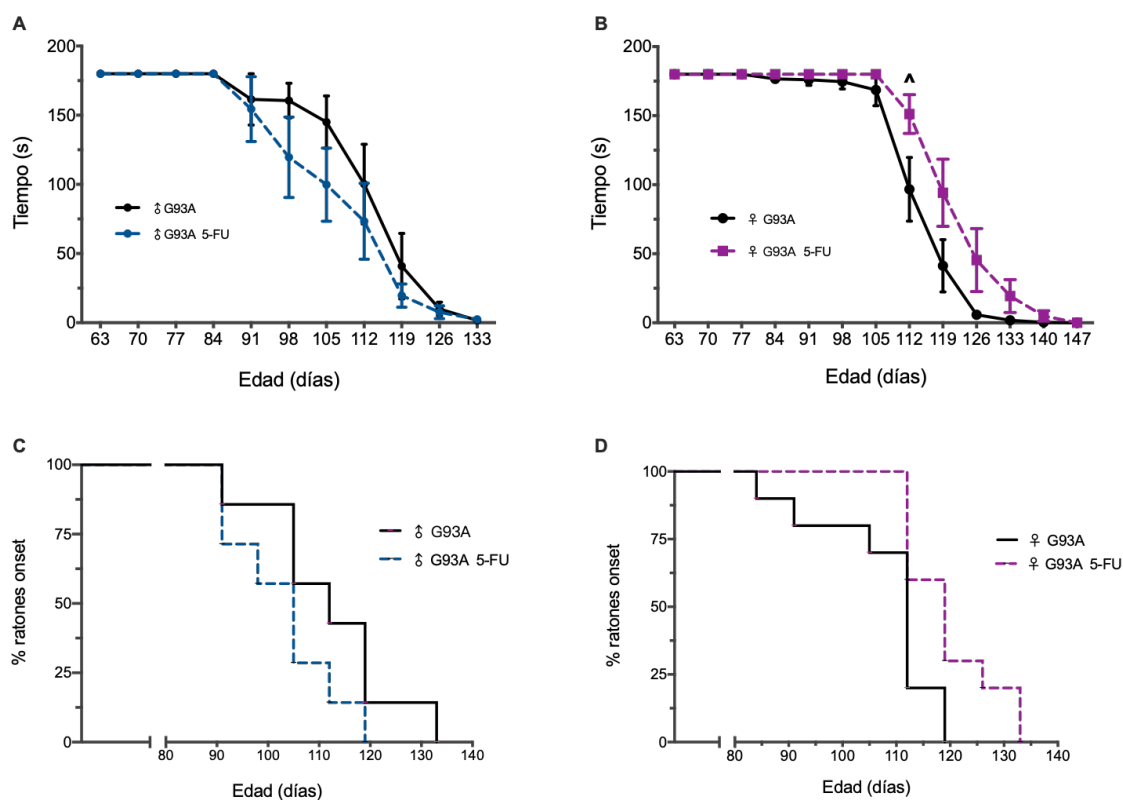 A
200
150
100
50
0
Tiempo (s)
♂ G93A
♂ G93A 5-FU
63 70 77 84 91 98 105 112 119 126 133
Edad (días)
B
200
150
100
50
0
Tiempo (s)
^
♀ G93A
♀ G93A 5-FU
63 70 77 84 91 98 105 112 119 126 133 140 147
Edad (días)
C
100
75
50
25
0
% ratones onset
♂ G93A
♂ G93A 5-FU
80 90 100 110 120 130 140
Edad (días)
D
100
75
50
25
0
% ratones onset
♀ G93A
♀ G93A 5-FU
80 90 100 110 120 130 140
Edad (días)